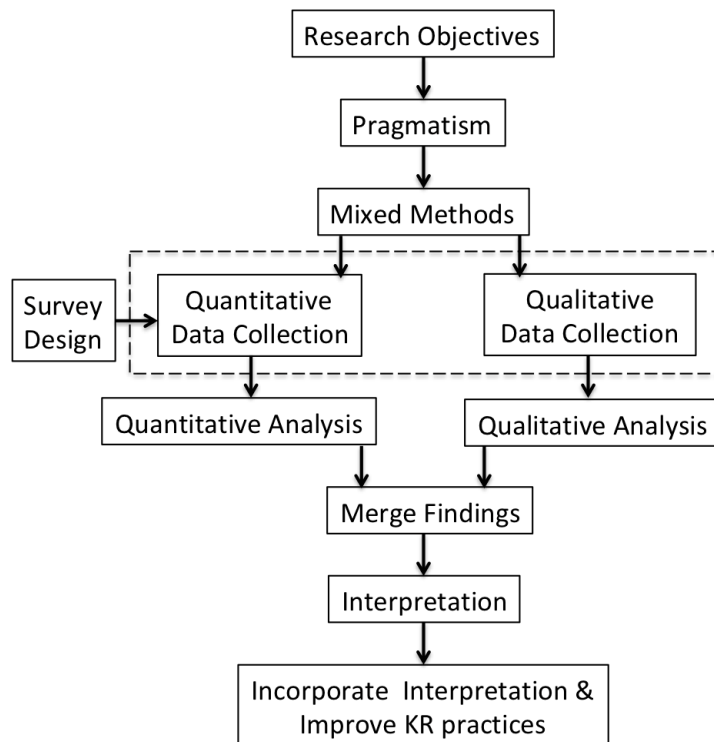 Research Objectives
Pragmatism
Mixed Methods
Survey
Design
Quantitative
Data Collection
Qualitative
Data Collection
Quantitative Analysis
Qualitative Analysis
Merge Findings
Interpretation
Incorporate Interpretation &
Improve KR practices